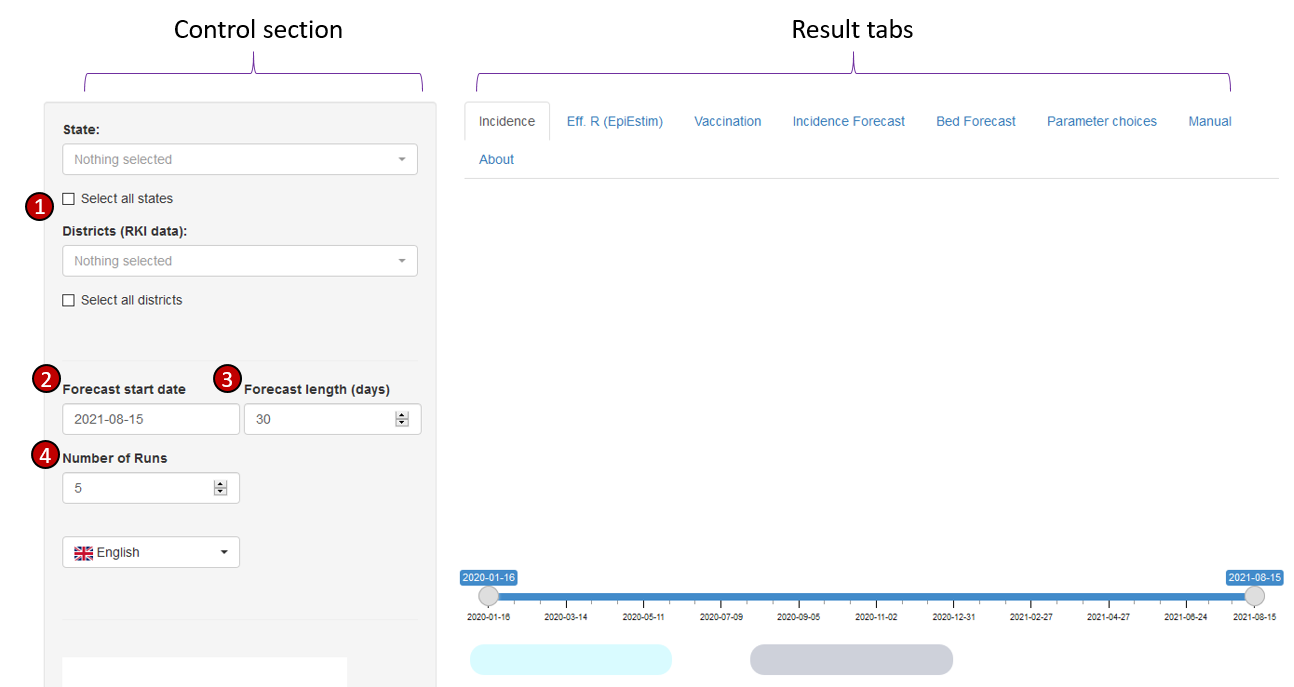 Control section
Result tabs
State:
Nothing selected
Select all states
1
Districts (RKI data):
Nothing selected
Select all districts
2
Forecast start date
3
Forecast length (days)
2021-08-15
30
4
Number of Runs
5
English
Incidence Eff. R (EpiEstim) Vaccination Incidence Forecast Bed Forecast Parameter choices Manual
About
2020-01-16 2021-08-15
2020-01-16 2020-03-14 2020-05-11 2020-07-09 2020-09-05 2020-11-02 2020-12-31 2021-02-27 2021-04-27 2021-06-24 2021-08-15